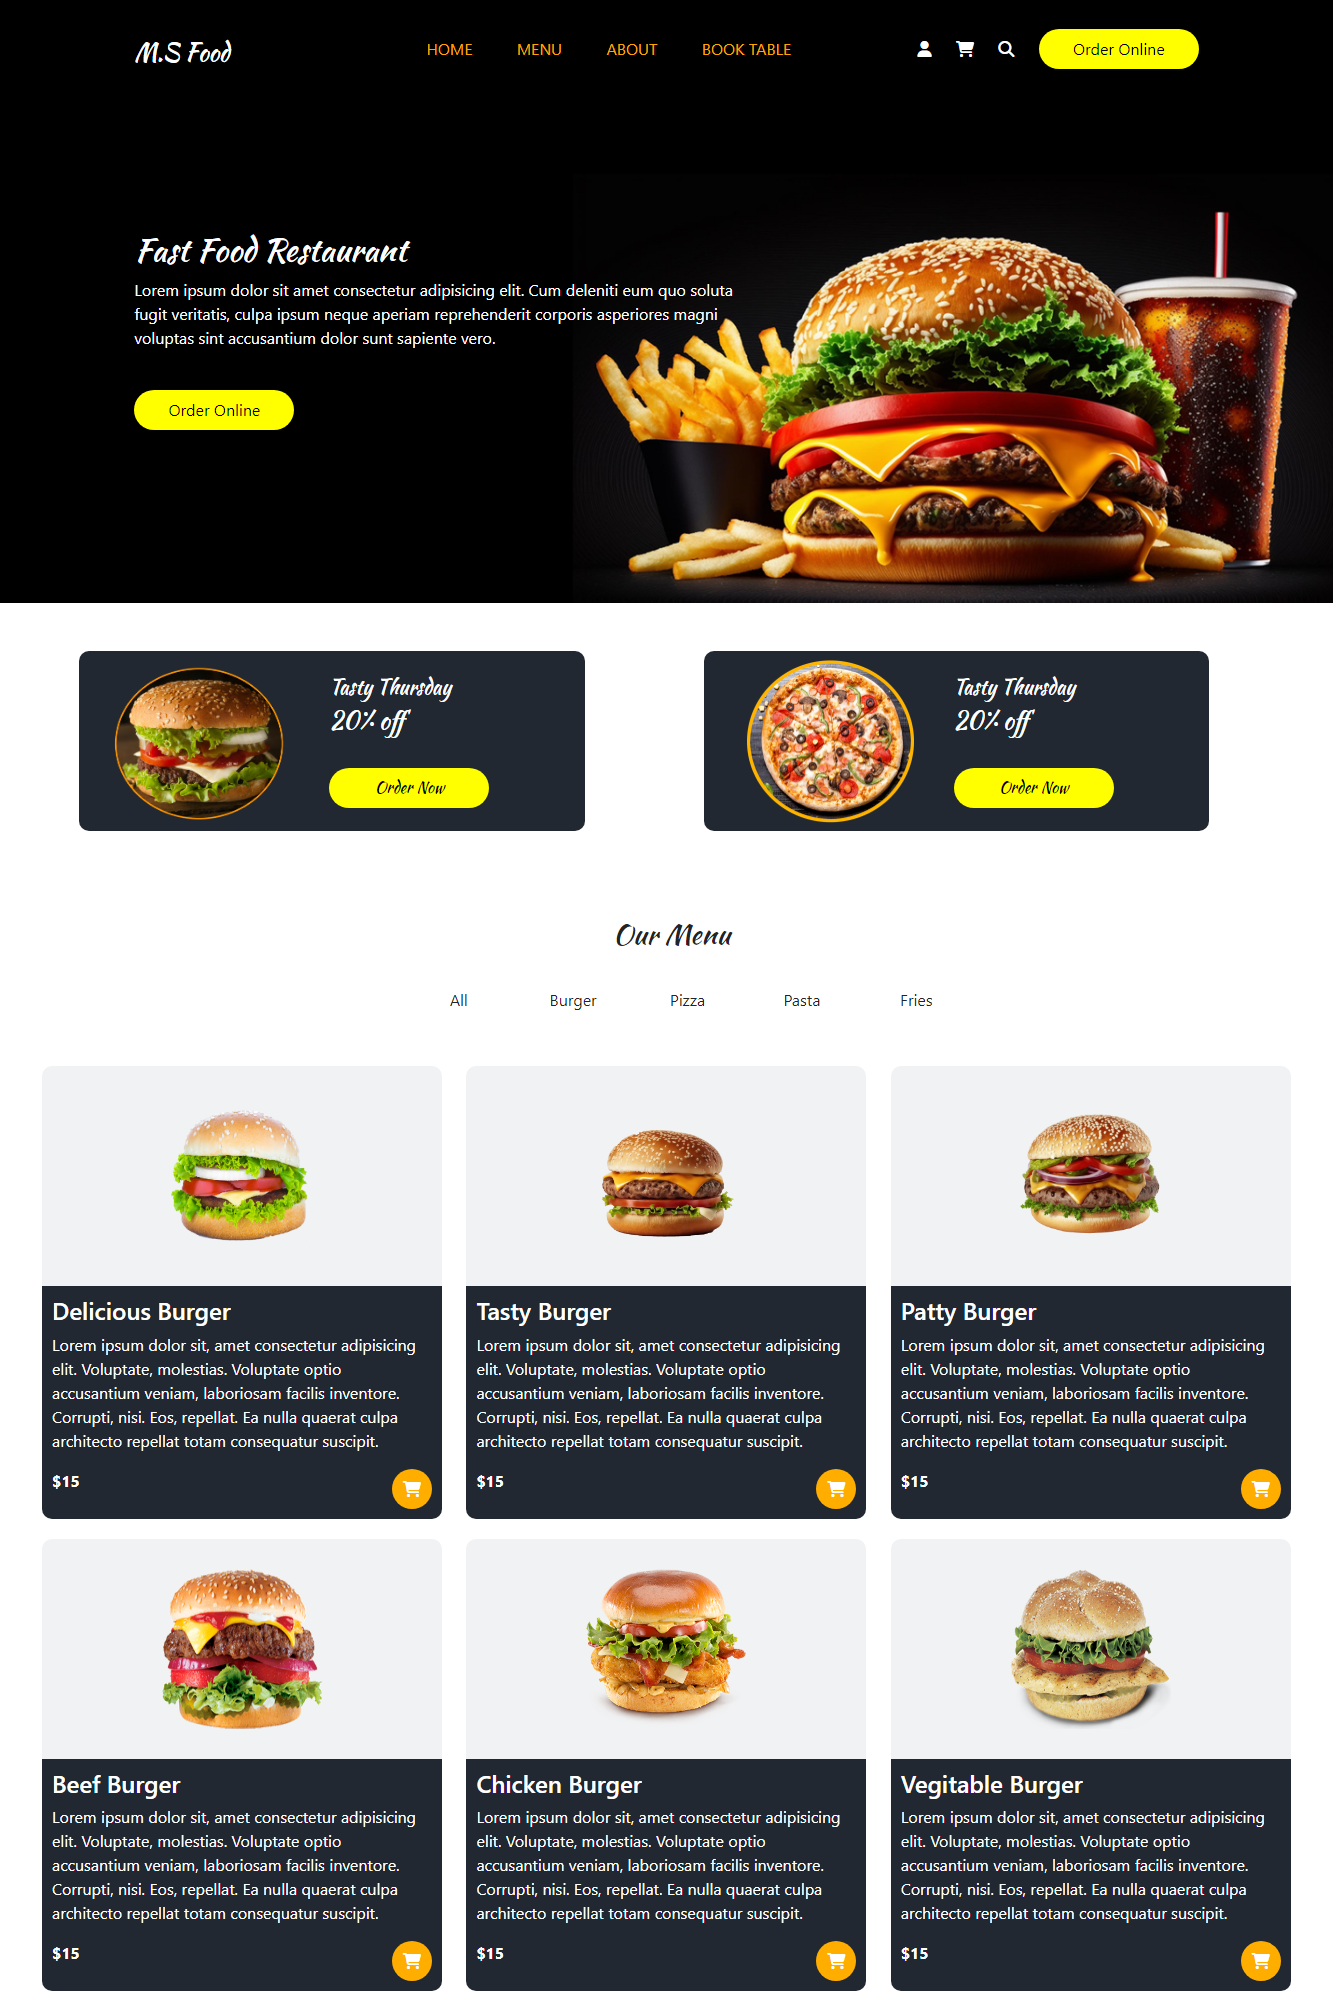 M.S Food
HOME MENU ABOUT BOOK TABLE
Order Online
Fast Food Restaurant
Lorem ipsum dolor sit amet consectetur adipisicing elit. Cum deleniti eum quo soluta
fugit veritatis, culpa ipsum neque aperiam reprehenderit corporis asperiores magni
voluptas sint accusantium dolor sunt sapiente vero.
Order Online
Tasty Thursday
20% off
Order Now
Tasty Thursday
20% off
Order Now
Our Menu
All Burger Pizza Pasta Fries
Delicious Burger
Lorem ipsum dolor sit, amet consectetur adipisicing
elit. Voluptate, molestias. Voluptate optio
accusantium veniam, laboriosam facilis inventore.
Corrupti, nisi. Eos, repellat. Ea nulla quaerat culpa
architecto repellat totam consequatur suscipit.
$15
Tasty Burger
Lorem ipsum dolor sit, amet consectetur adipisicing
elit. Voluptate, molestias. Voluptate optio
accusantium veniam, laboriosam facilis inventore.
Corrupti, nisi. Eos, repellat. Ea nulla quaerat culpa
architecto repellat totam consequatur suscipit.
$15
Patty Burger
Lorem ipsum dolor sit, amet consectetur adipisicing
elit. Voluptate, molestias. Voluptate optio
accusantium veniam, laboriosam facilis inventore.
Corrupti, nisi. Eos, repellat. Ea nulla quaerat culpa
architecto repellat totam consequatur suscipit.
$15
Beef Burger
Lorem ipsum dolor sit, amet consectetur adipisicing
elit. Voluptate, molestias. Voluptate optio
accusantium veniam, laboriosam facilis inventore.
Corrupti, nisi. Eos, repellat. Ea nulla quaerat culpa
architecto repellat totam consequatur suscipit.
$15
Chicken Burger
Lorem ipsum dolor sit, amet consectetur adipisicing
elit. Voluptate, molestias. Voluptate optio
accusantium veniam, laboriosam facilis inventore.
Corrupti, nisi. Eos, repellat. Ea nulla quaerat culpa
architecto repellat totam consequatur suscipit.
$15
Vegitable Burger
Lorem ipsum dolor sit, amet consectetur adipisicing
elit. Voluptate, molestias. Voluptate optio
accusantium veniam, laboriosam facilis inventore.
Corrupti, nisi. Eos, repellat. Ea nulla quaerat culpa
architecto repellat totam consequatur suscipit.
$15